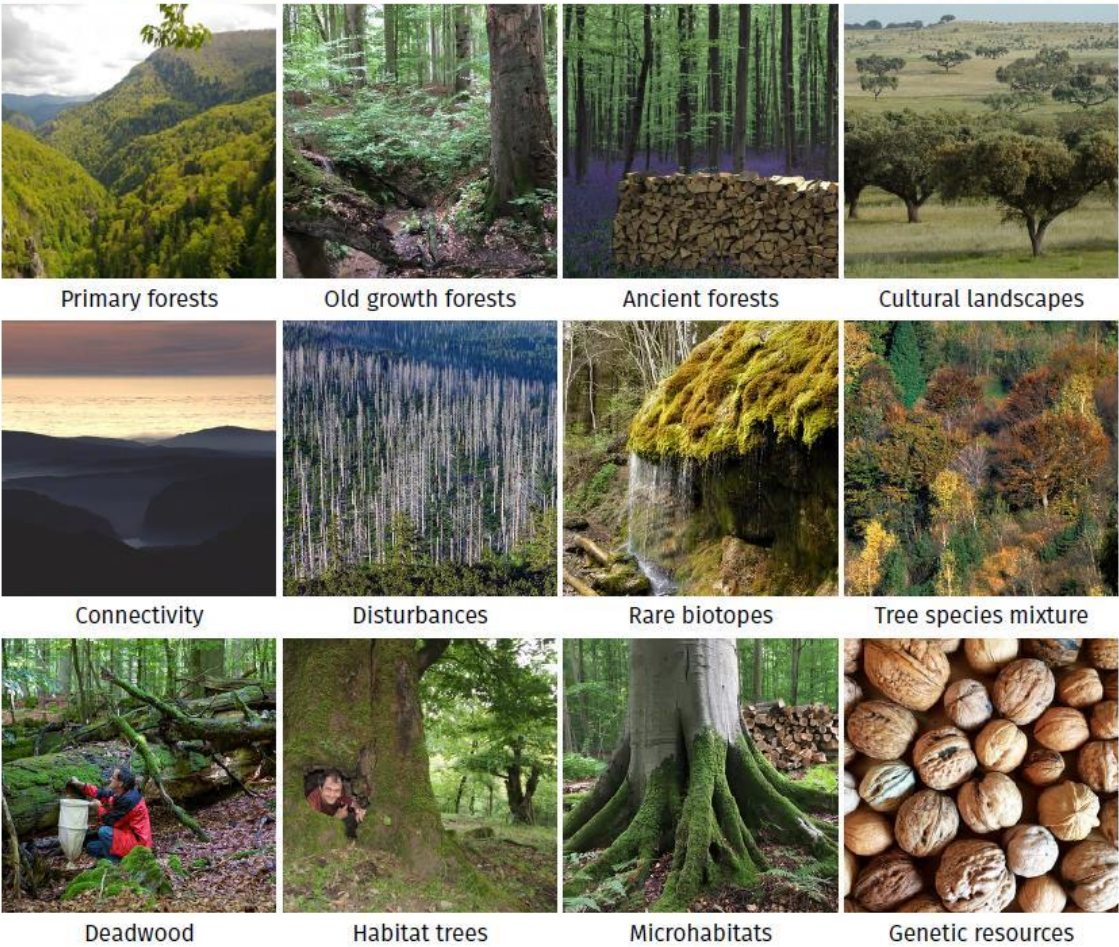 Primary forests
Old growth forests
Ancient forests
Cultural landscapes
Connectivity
Disturbances
Rare biotopes
Tree species mixture
Deadwood
Habitat trees
Microhabitats
Genetic resources